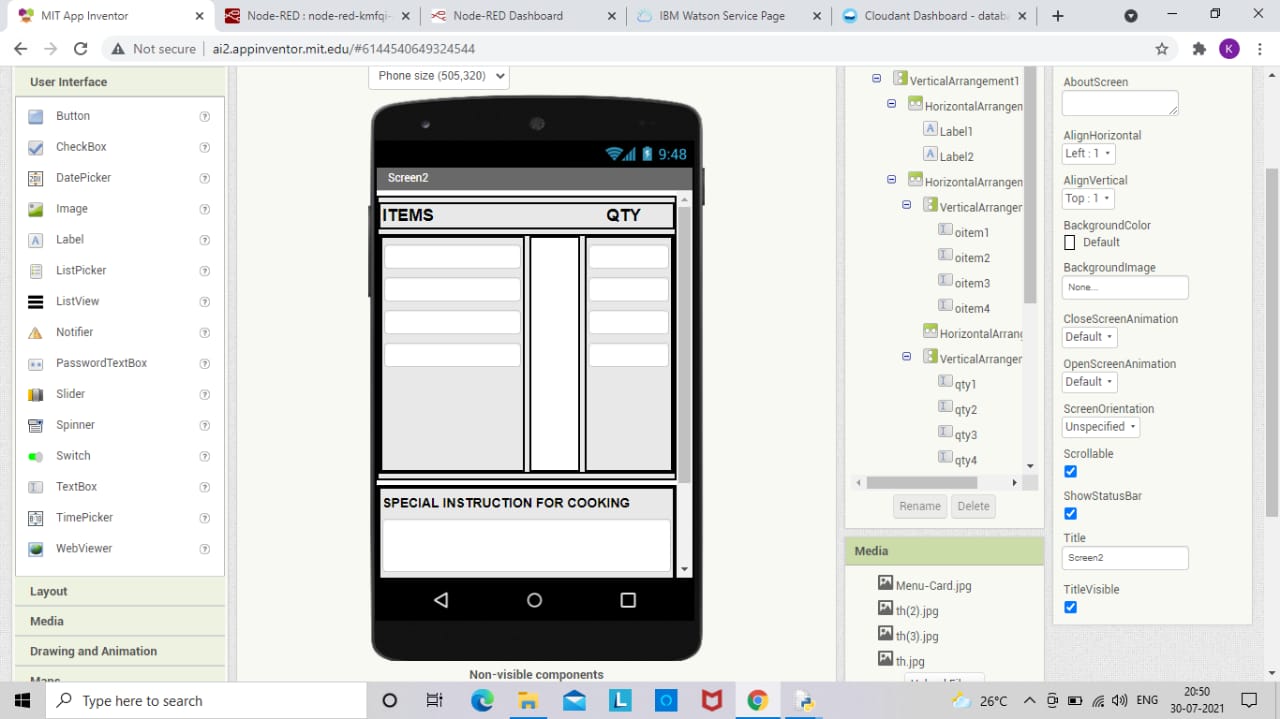 MIT App Inventor
Node-RED : node-red-kmfqi-
Node-RED Dashboard
IBM Watson Service Page
Cloudant Dashboard - datab
Not secure
ai2.appinventor.mit.edu/#6144540649324544
K
User Interface
Button
CheckBox
DatePicker
Image
Label
ListPicker
ListView
Notifier
PasswordTextBox
Slider
Spinner
Switch
TextBox
TimePicker
WebViewer
Layout
Media
Drawing and Animation
Maps
Phone size (505,320)
9:48
Screen2
ITEMS QTY
SPECIAL INSTRUCTION FOR COOKING
Non-visible components
VerticalArrangement1
HorizontalArrangen
Label1
Label2
HorizontalArrangen
VerticalArranger
oitem1
oitem2
oitem3
oitem4
HorizontalArrang
VerticalArranger
qty1
qty2
qty3
qty4
Rename Delete
Media
Menu-Card.jpg
th(2).jpg
th(3).jpg
th.jpg
Upload File
AboutScreen
AlignHorizontal
Left : 1
AlignVertical
Top : 1
BackgroundColor
Default
BackgroundImage
None...
CloseScreenAnimation
Default
OpenScreenAnimation
Default
ScreenOrientation
Unspecified
Scrollable
ShowStatusBar
Title
Screen2
TitleVisible
Type here to search
26°C
ENG
20:50
30-07-2021